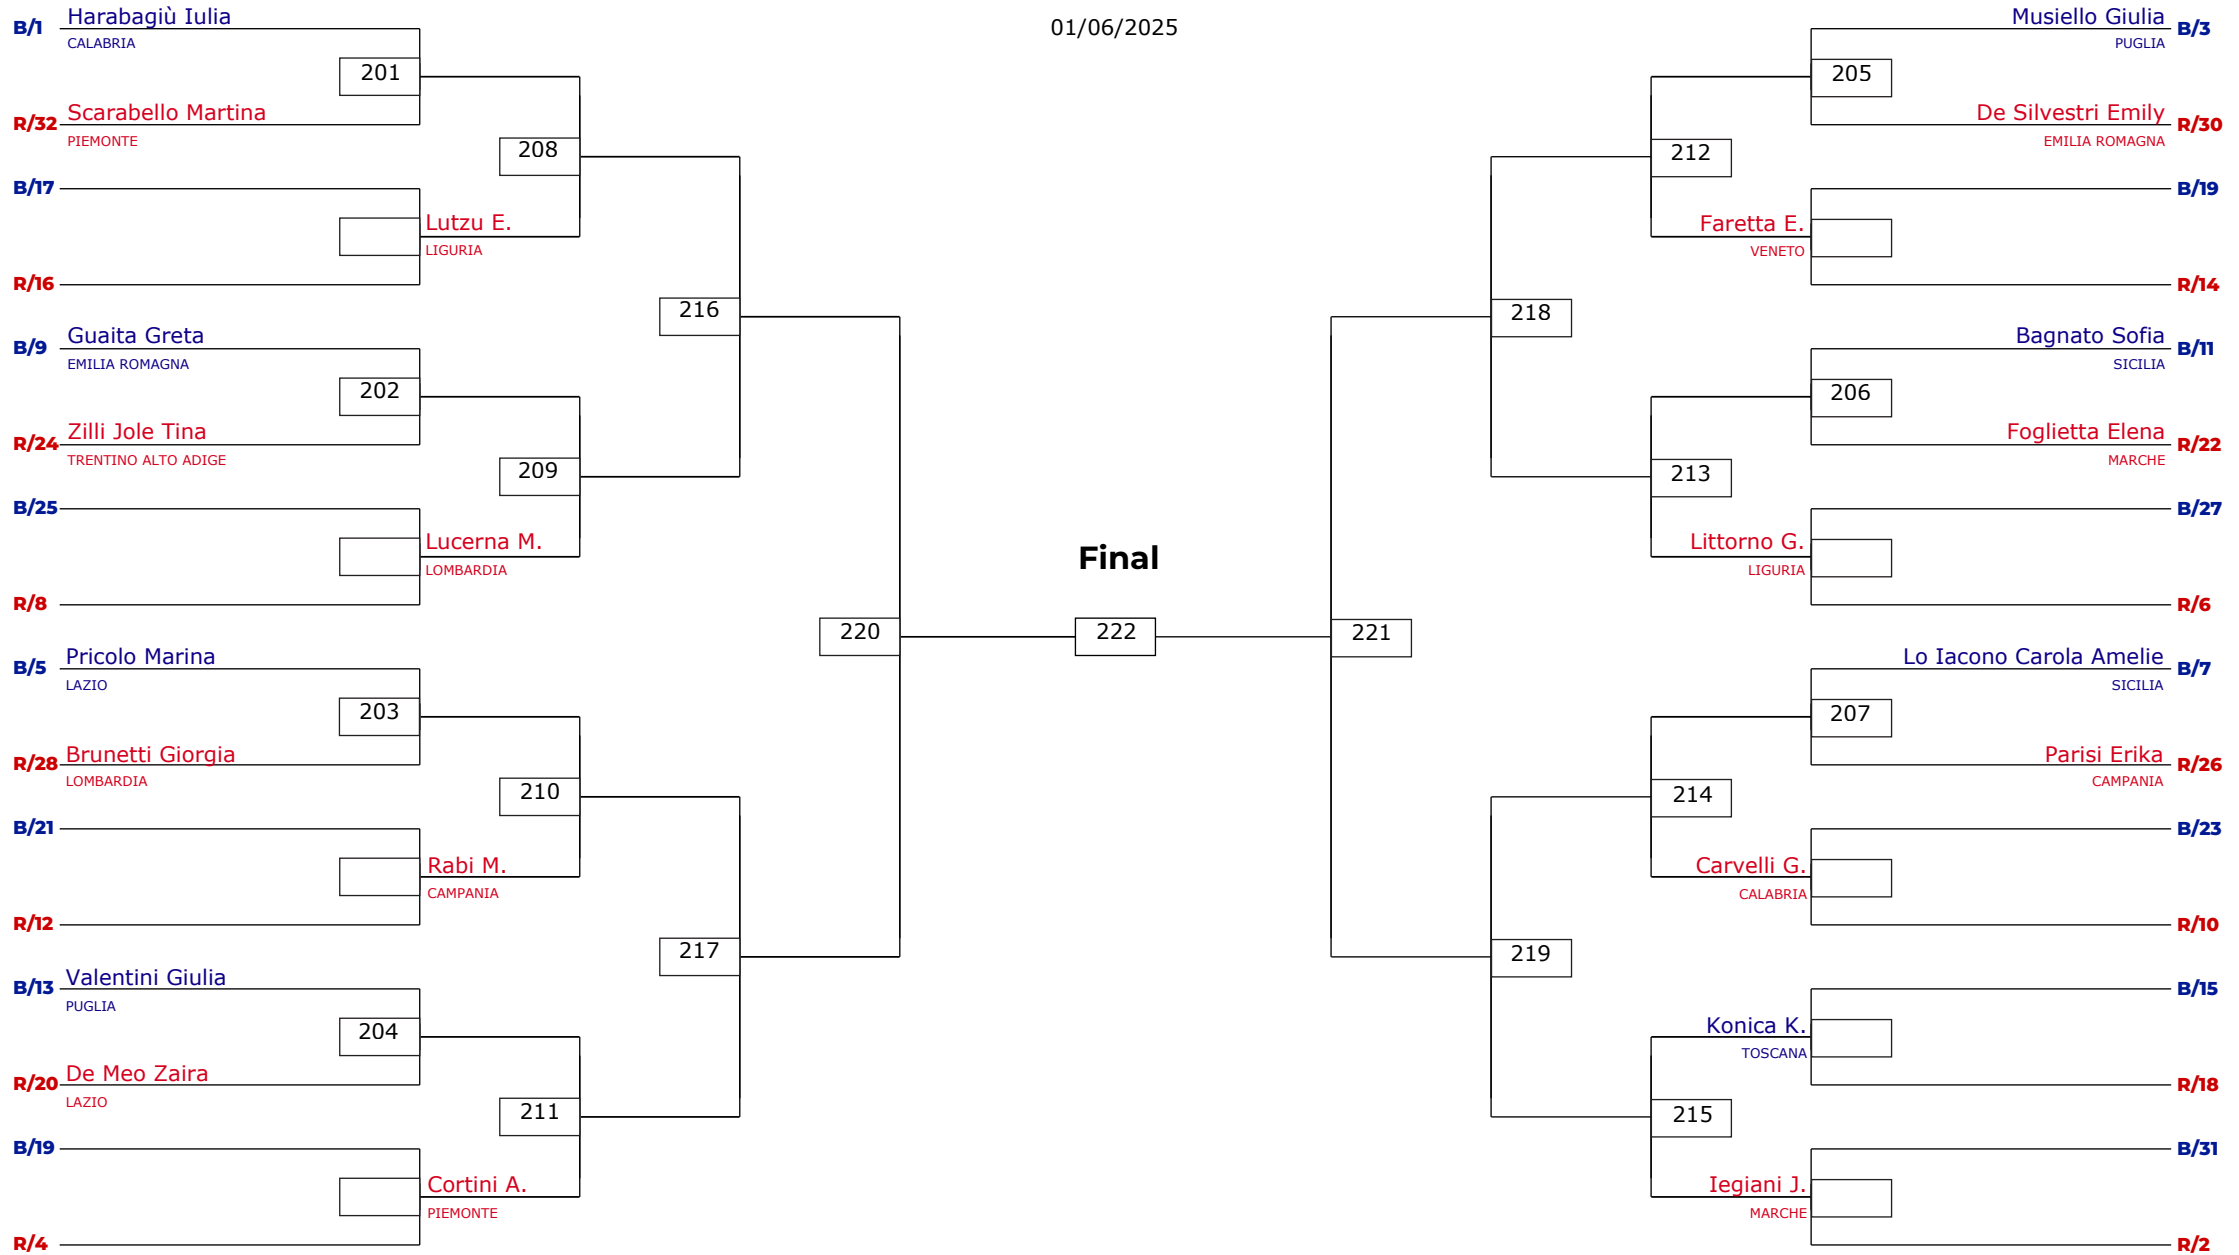 01/06/2025
B/1 Harabagiù Iulia
CALABRIA
201
R/32 Scarabello Martina
PIEMONTE
208
B/17
Lutzu E.
LIGURIA
R/16
216
B/9 Guaita Greta
EMILIA ROMAGNA
202
R/24 Zilli Jole Tina
TRENTINO ALTO ADIGE
209
B/25
Lucerna M.
LOMBARDIA
R/8
220
B/5 Pricolo Marina
LAZIO
203
R/28 Brunetti Giorgia
LOMBARDIA
210
B/21
Rabi M.
CAMPANIA
R/12
217
B/13 Valentini Giulia
PUGLIA
204
R/20 De Meo Zaira
LAZIO
211
B/19
Cortini A.
PIEMONTE
R/4
Final
222
Musiello Giulia B/3
PUGLIA
205
De Silvestri Emily R/30
EMILIA ROMAGNA
212
B/19
Faretta E.
VENETO
R/14
218
Bagnato Sofia B/11
SICILIA
206
Foglietta Elena R/22
MARCHE
213
B/27
Littorno G.
LIGURIA
R/6
221
Lo Iacono Carola Amelie B/7
SICILIA
207
Parisi Erika R/26
CAMPANIA
214
B/23
Carvelli G.
CALABRIA
R/10
219
B/15
Konica K.
TOSCANA
R/18
215
B/31
Iegiani J.
MARCHE
R/2